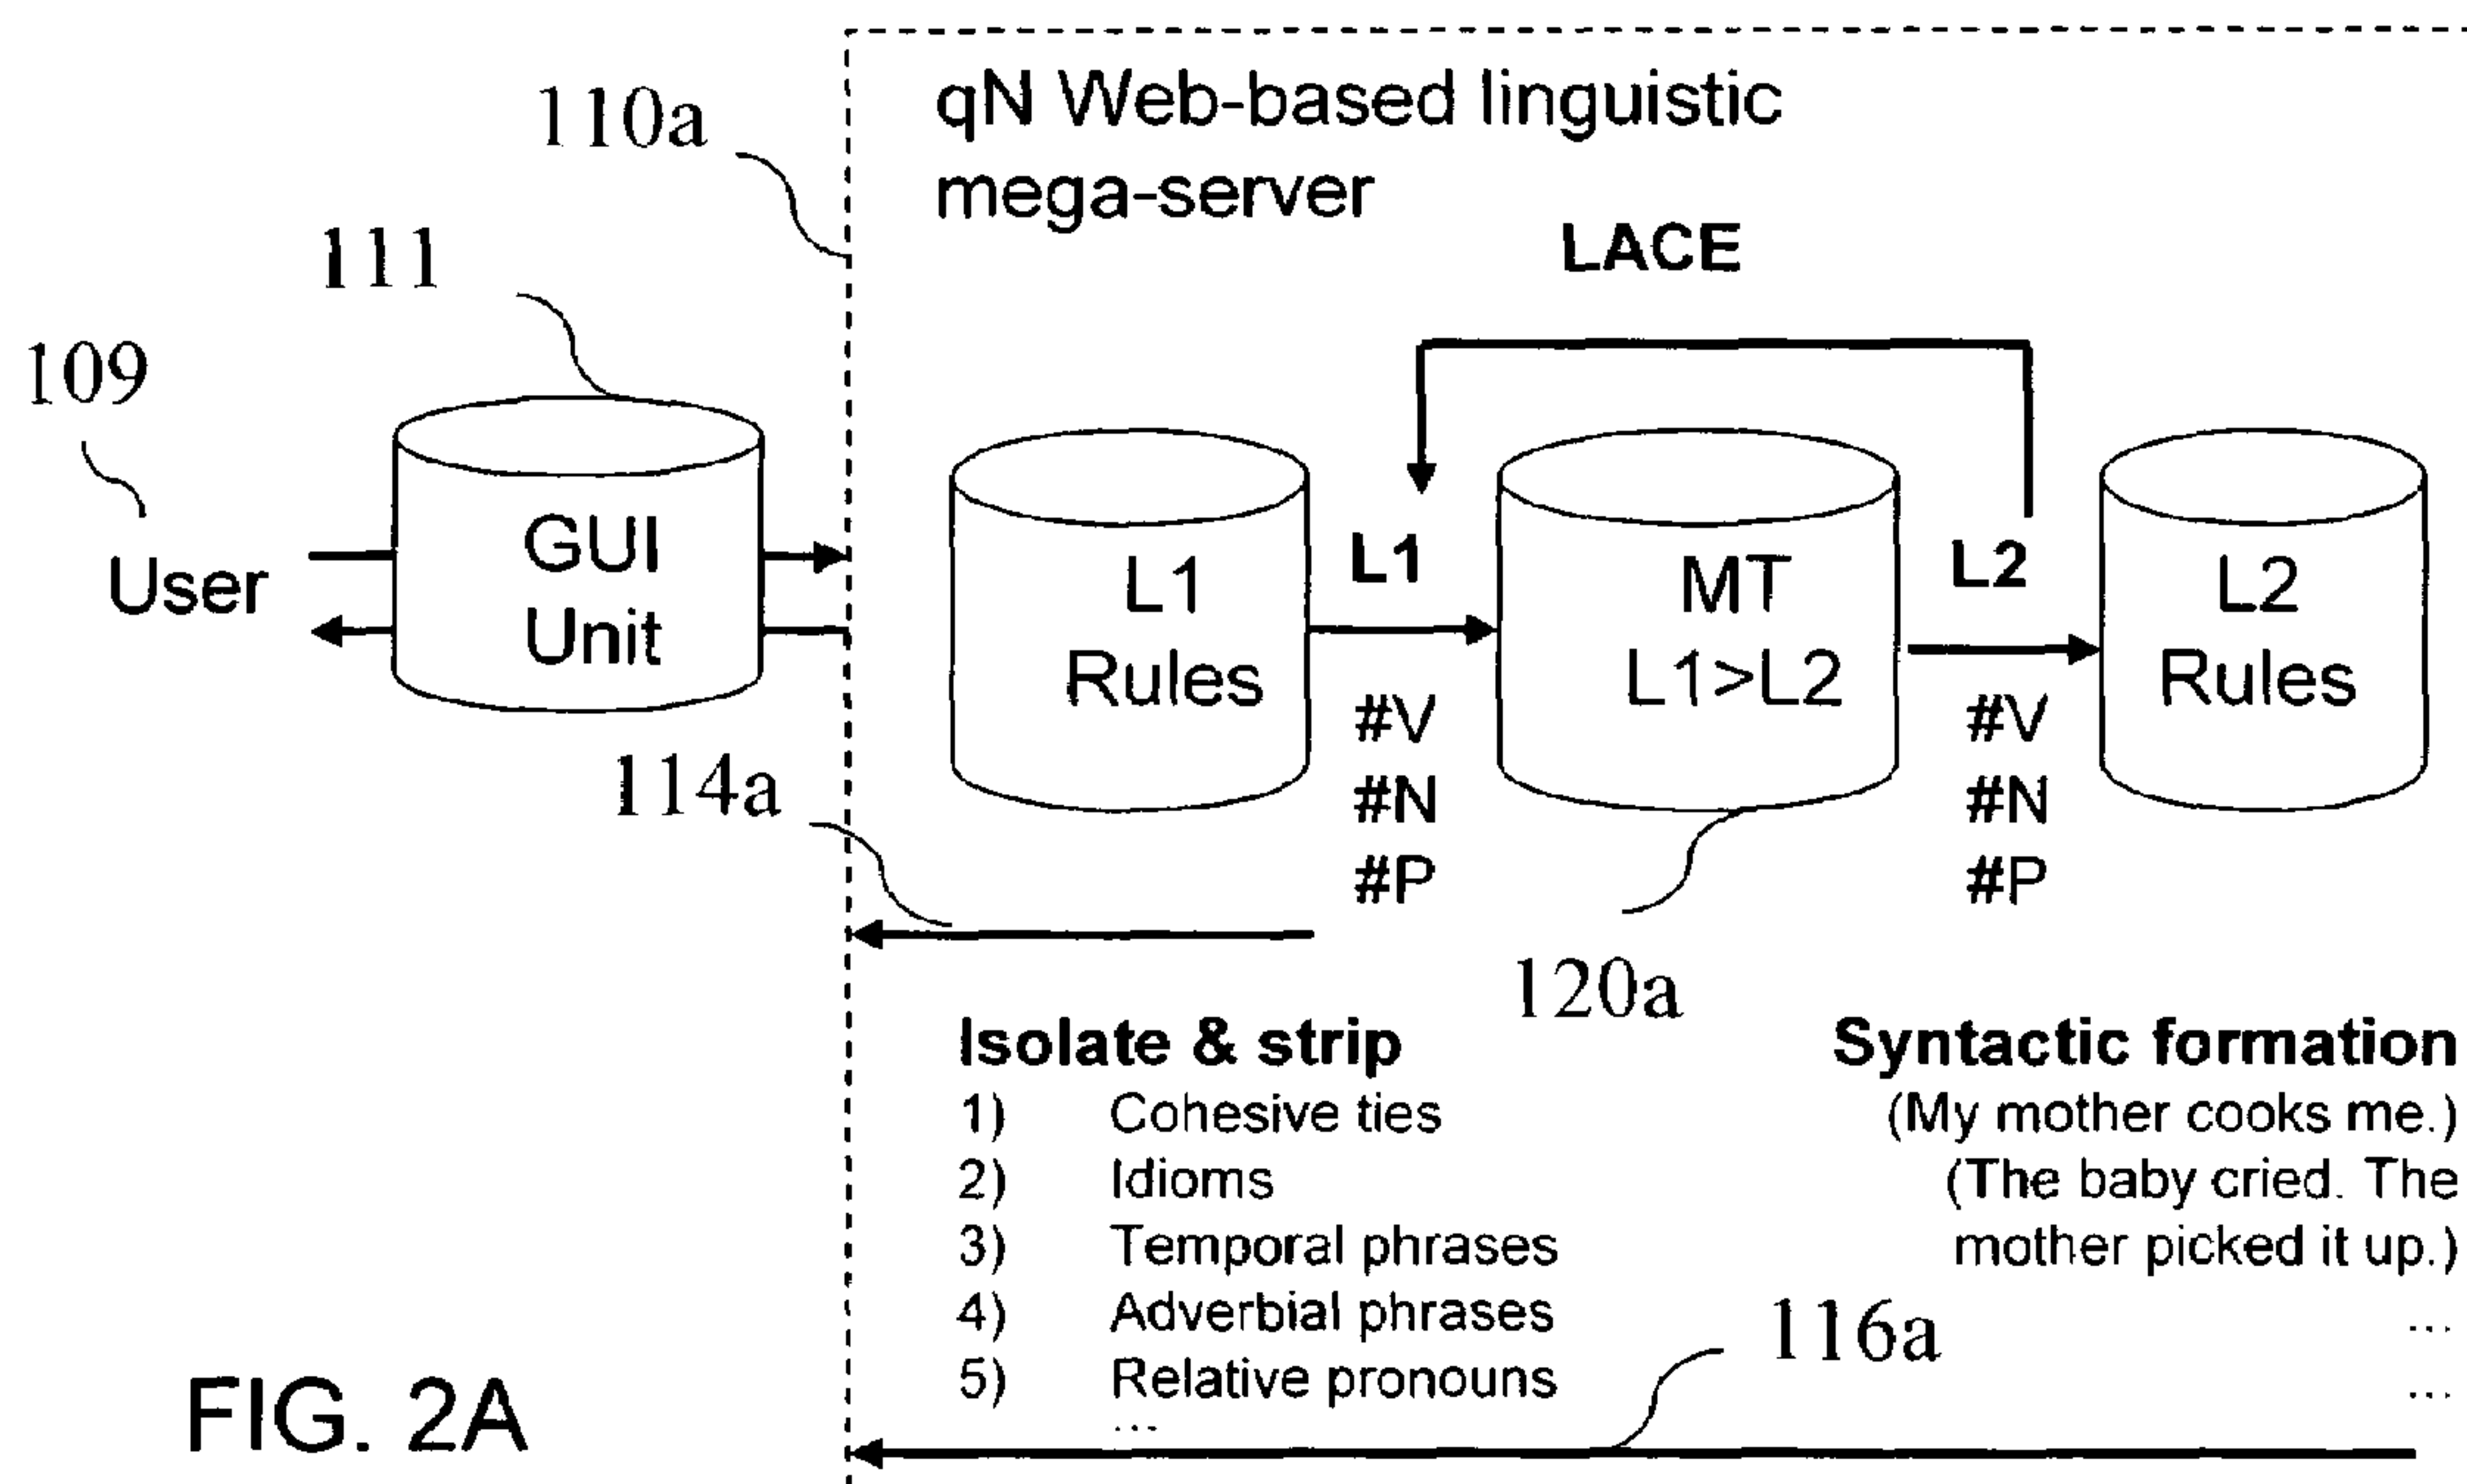 qN Web-based linguistic
mega-server
110a
LACE
111
109
User
GUI
Unit
L1
Rules
L1
#V
#N
#P
MT
L1>L2
L2
#V
#N
#P
L2
Rules
114a
120a
Isolate & strip
1) Cohesive ties
2) Idioms
3) Temporal phrases
4) Adverbial phrases
5) Relative pronouns
...
Syntactic formation
(My mother cooks me.)
(The baby cried. The
mother picked it up.)
...
...
116a
FIG. 2A